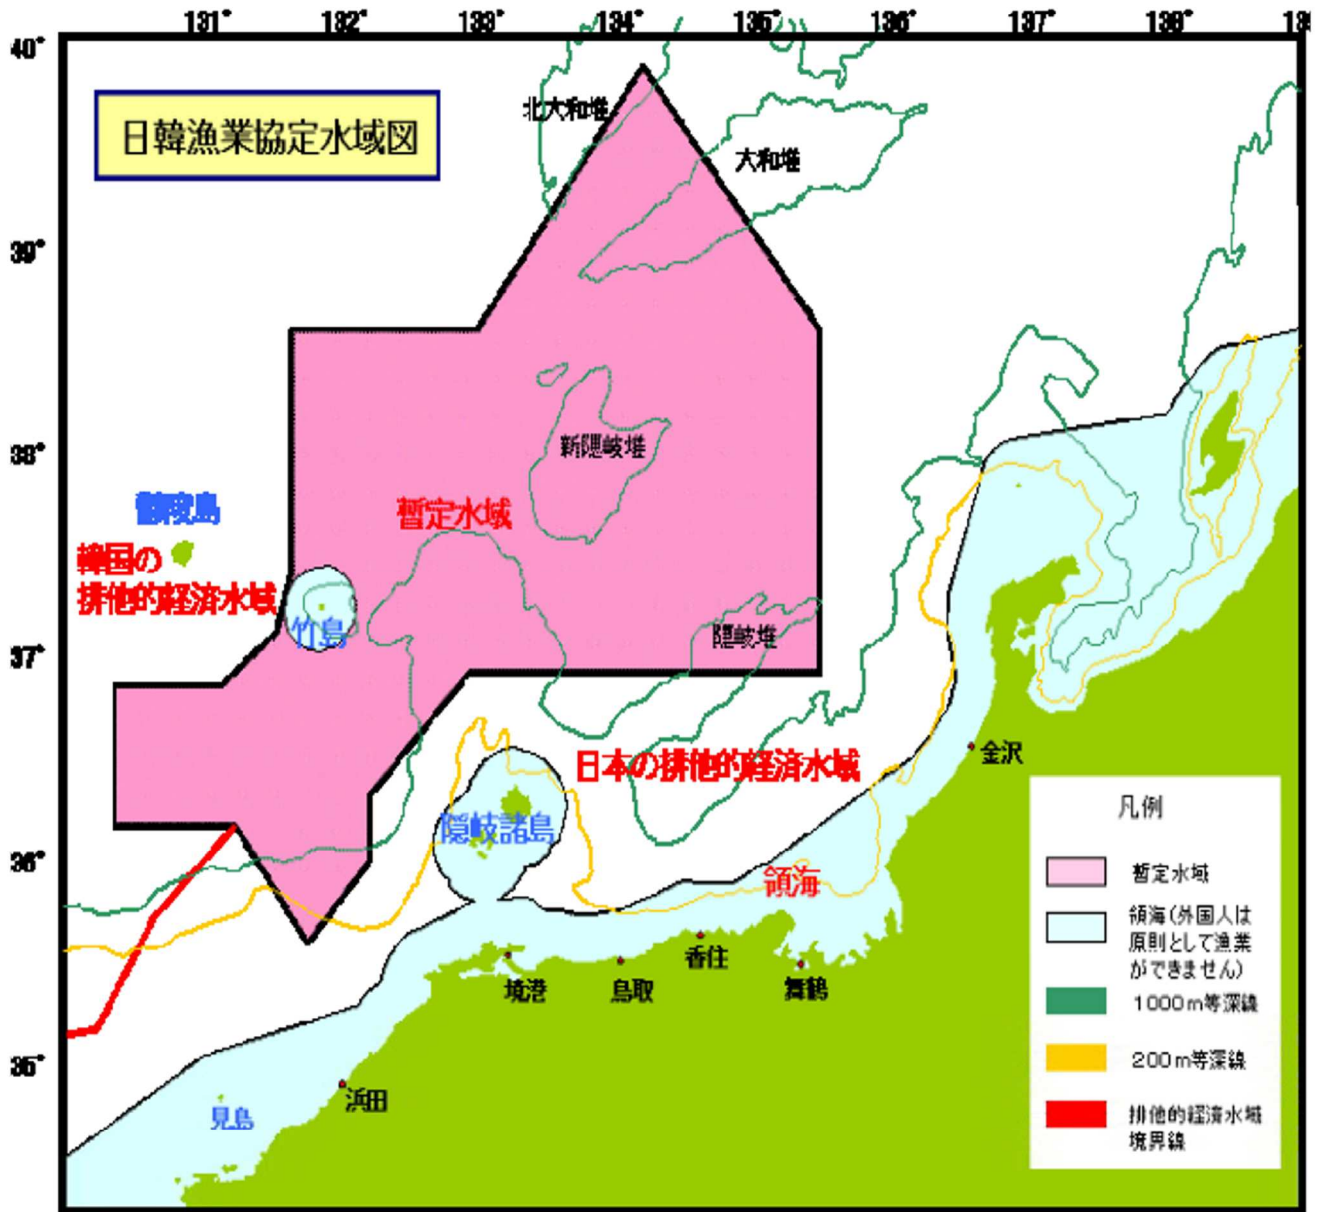 131° 132° 133° 134° 135° 136° 137° 138°
40°
日韓漁業協定水域図
北大和堆
大和堆
39°
38°
新隠岐堆
暫定水域
韓国の
排他的経済水域
竹島
隠岐堆
37°
日本の排他的経済水域
金沢
隠岐諸島
36°
領海
境港
鳥取
香住
舞鶴
35°
浜田
見島
凡例
暫定水域
領海(外国人は
原則として漁業
ができません)
1000m等深線
200m等深線
排他的経済水域
境界線